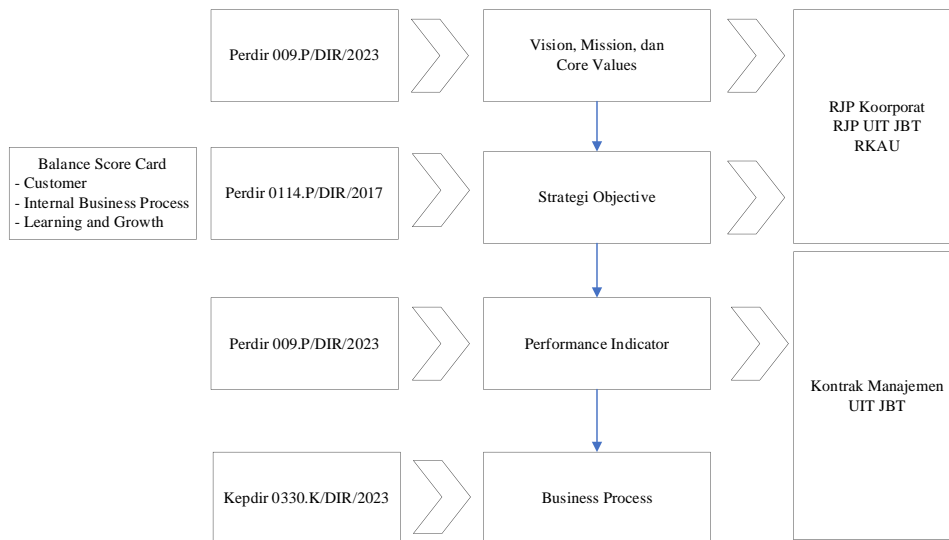 Perdir 009.P/DIR/2023
Vision, Mission, dan
Core Values
RJP Koorporat
RJP UIT JBT
RKAU
Balance Score Card
- Customer
- Internal Business Process
- Learning and Growth
Perdir 0114.P/DIR/2017
Strategi Objective
Perdir 009.P/DIR/2023
Performance Indicator
Kontrak Manajemen
UIT JBT
Kepdir 0330.K/DIR/2023
Business Process